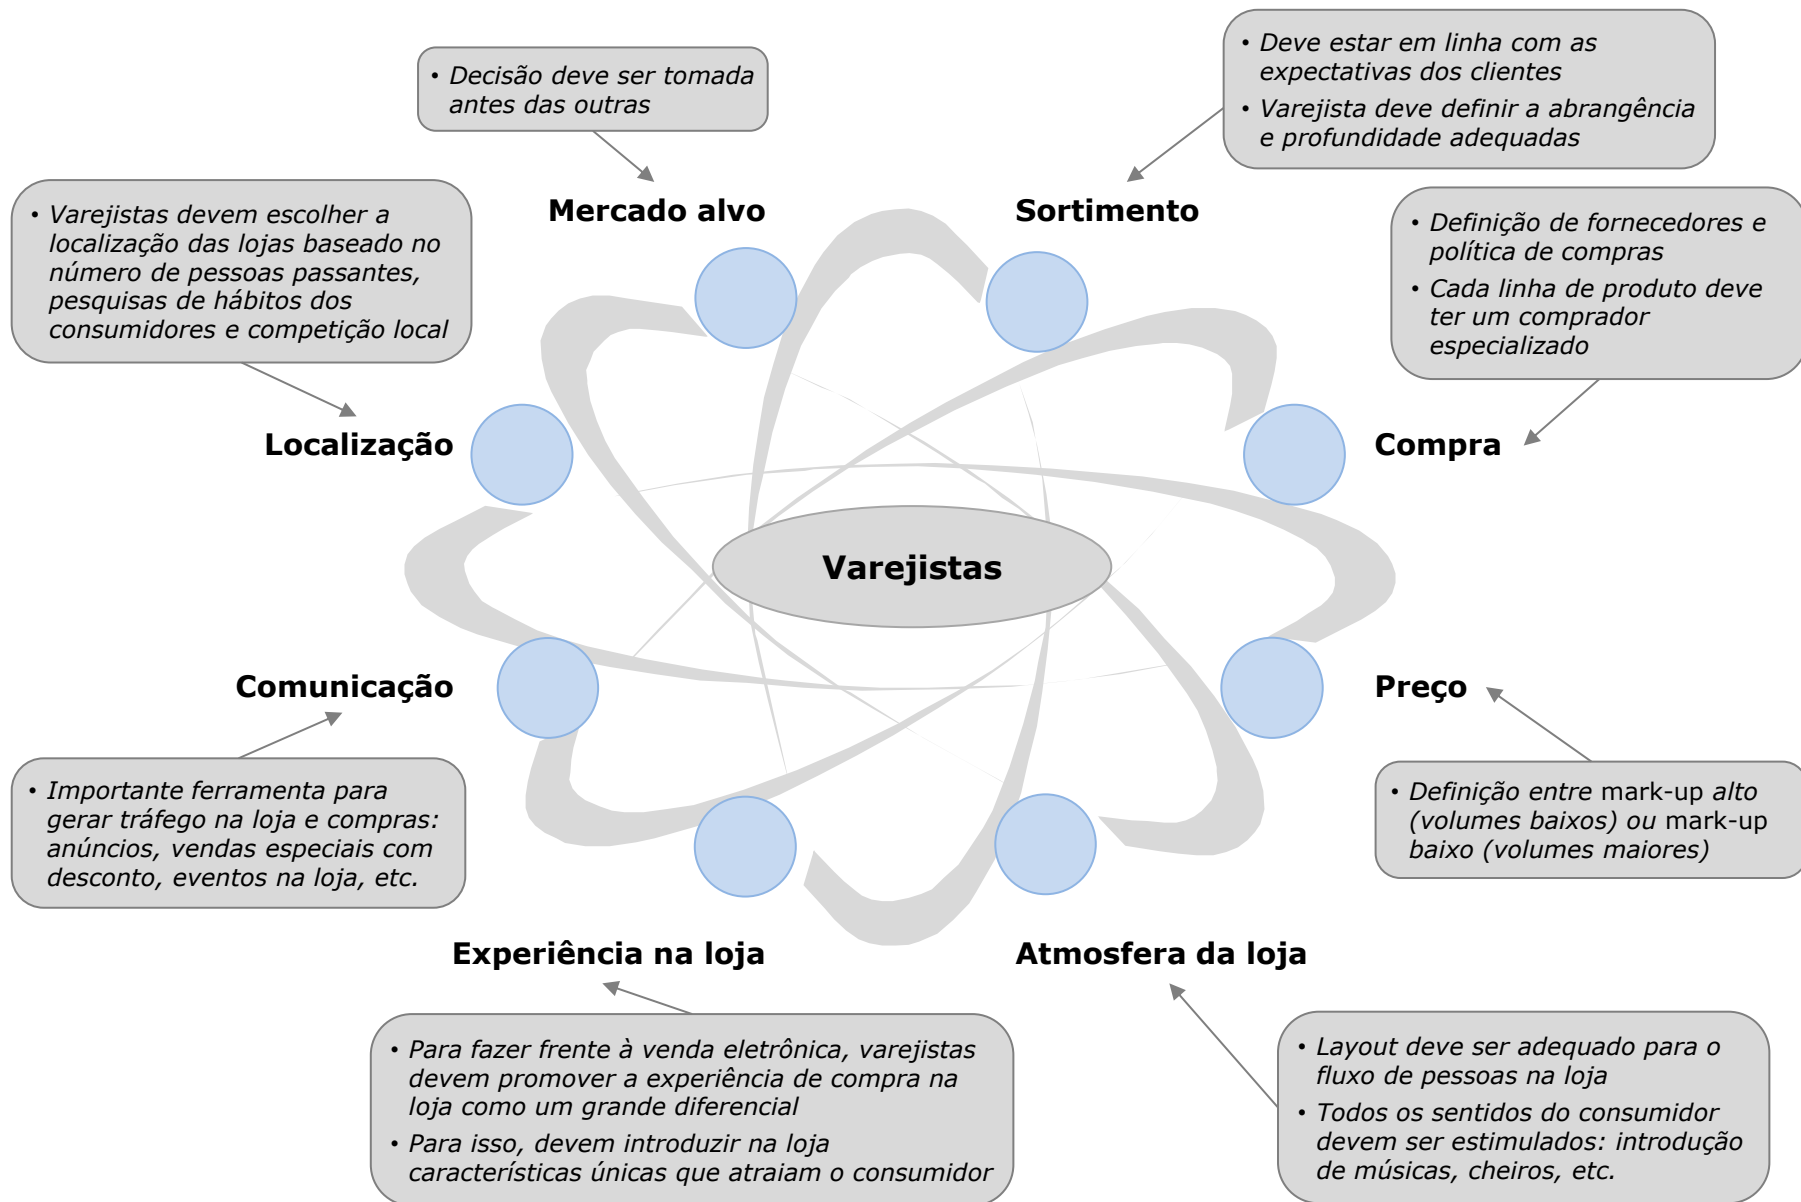 • Decisão deve ser tomada
antes das outras
• Deve estar em linha com as
expectativas dos clientes
• Varejista deve definir a abrangência
e profundidade adequadas
Mercado alvo
Sortimento
• Varejistas devem escolher a
localização das lojas baseado no
número de pessoas passantes,
pesquisas de hábitos dos
consumidores e competição local
• Definição de fornecedores e
política de compras
• Cada linha de produto deve
ter um comprador
especializado
Localização
Compra
Varejistas
Comunicação
Preço
• Importante ferramenta para
gerar tráfego na loja e compras:
anúncios, vendas especiais com
desconto, eventos na loja, etc.
• Definição entre mark-up alto
(volumes baixos) ou mark-up
baixo (volumes maiores)
Experiência na loja
Atmosfera da loja
• Para fazer frente à venda eletrônica, varejistas
devem promover a experiência de compra na
loja como um grande diferencial
• Para isso, devem introduzir na loja
características únicas que atraiam o consumidor
• Layout deve ser adequado para o
fluxo de pessoas na loja
• Todos os sentidos do consumidor
devem ser estimulados: introdução
de músicas, cheiros, etc.